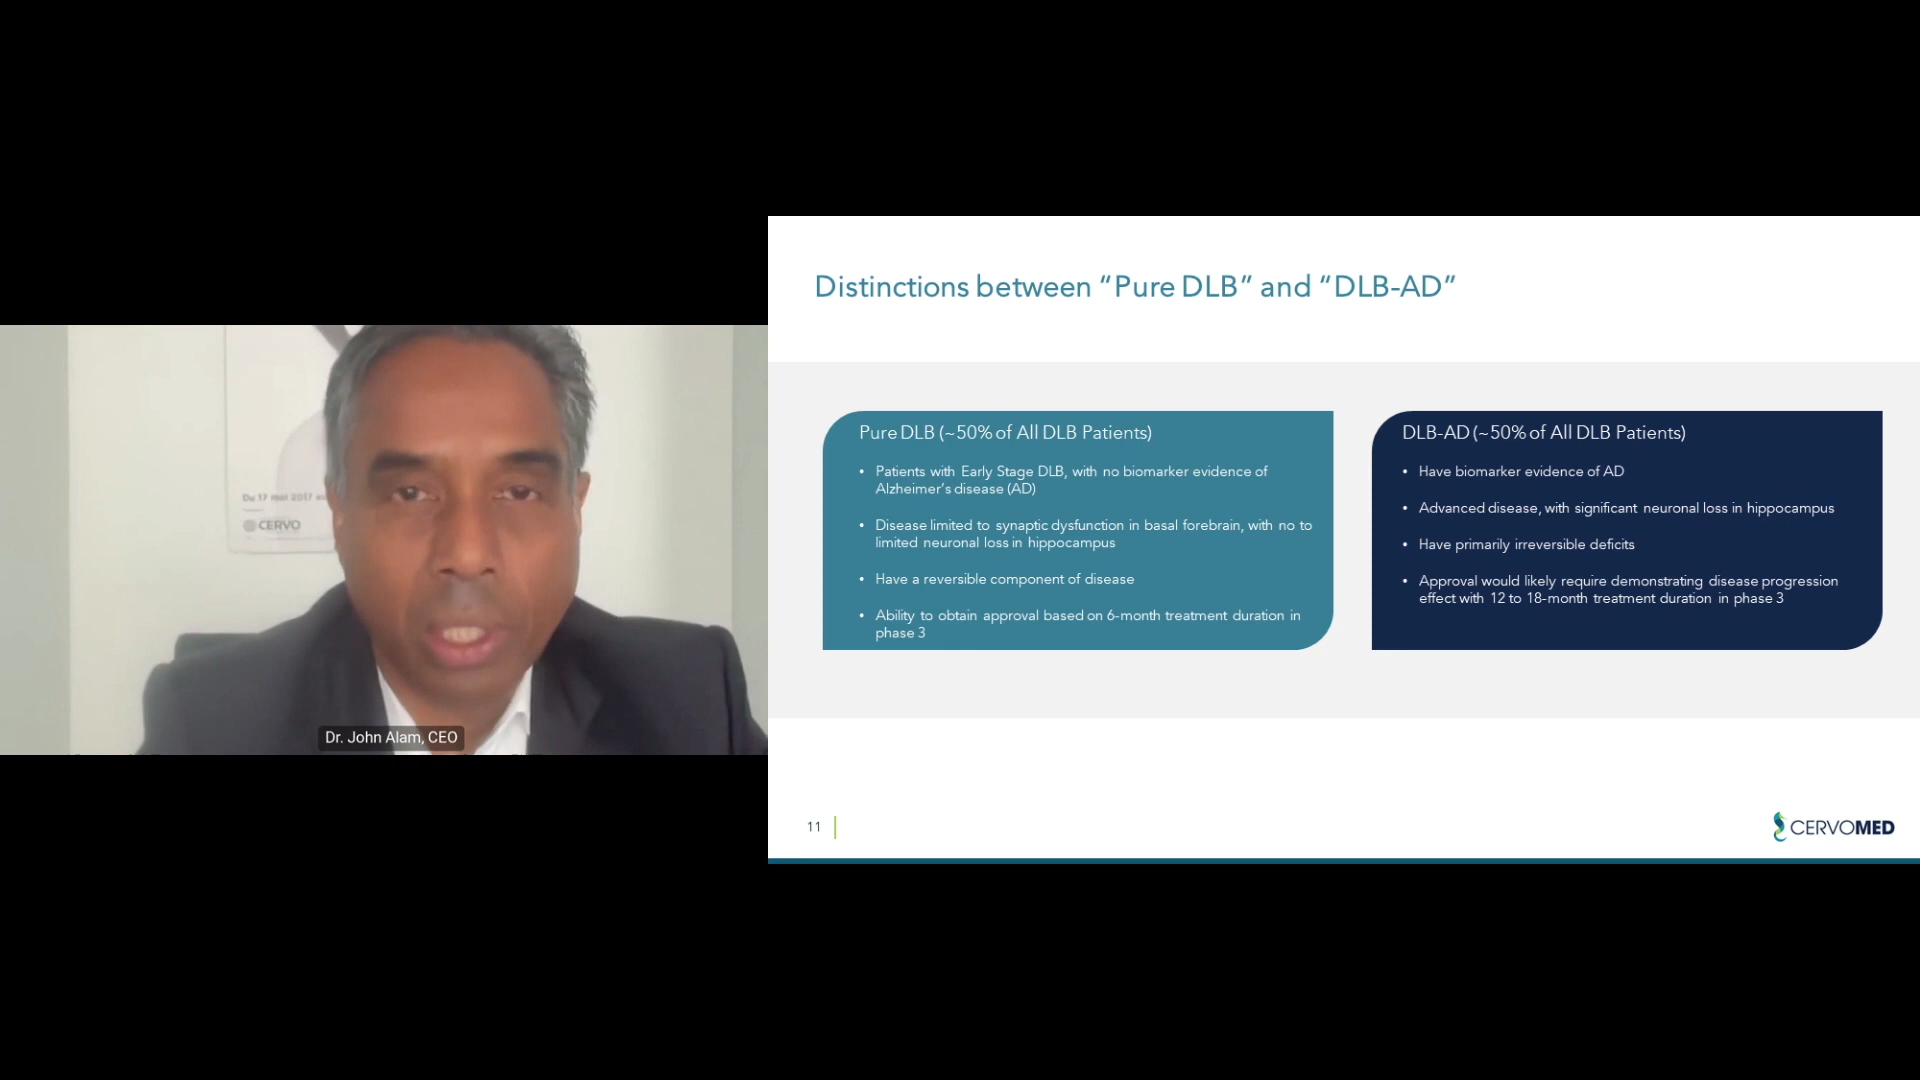 Du 17 mai 2017 au
CERVO
Dr. John Alam, CEO
Distinctions between “Pure DLB” and “DLB-AD”
Pure DLB (~50% of All DLB Patients)
• Patients with Early Stage DLB, with no biomarker evidence of
Alzheimer’s disease (AD)
• Disease limited to synaptic dysfunction in basal forebrain, with no to
limited neuronal loss in hippocampus
• Have a reversible component of disease
• Ability to obtain approval based on 6-month treatment duration in
phase 3
DLB-AD (~50% of All DLB Patients)
• Have biomarker evidence of AD
• Advanced disease, with significant neuronal loss in hippocampus
• Have primarily irreversible deficits
• Approval would likely require demonstrating disease progression
effect with 12 to 18-month treatment duration in phase 3
11
CERVOMED